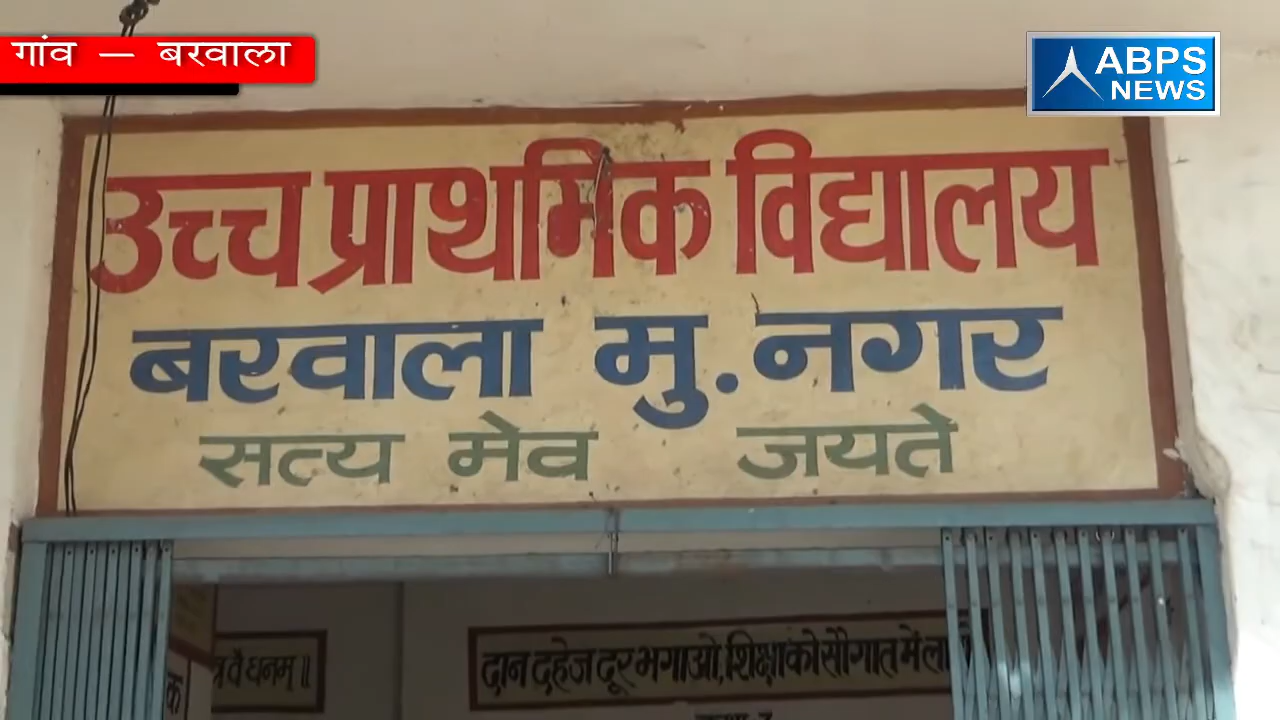 गांव – बरवाला
ABPS
NEWS
उच्च प्राथमिक विद्यालय
बरवाला मु. नगर
सत्य मेव जयते
दान दहेज दूर भगाओ, शिक्षा को सौगात में